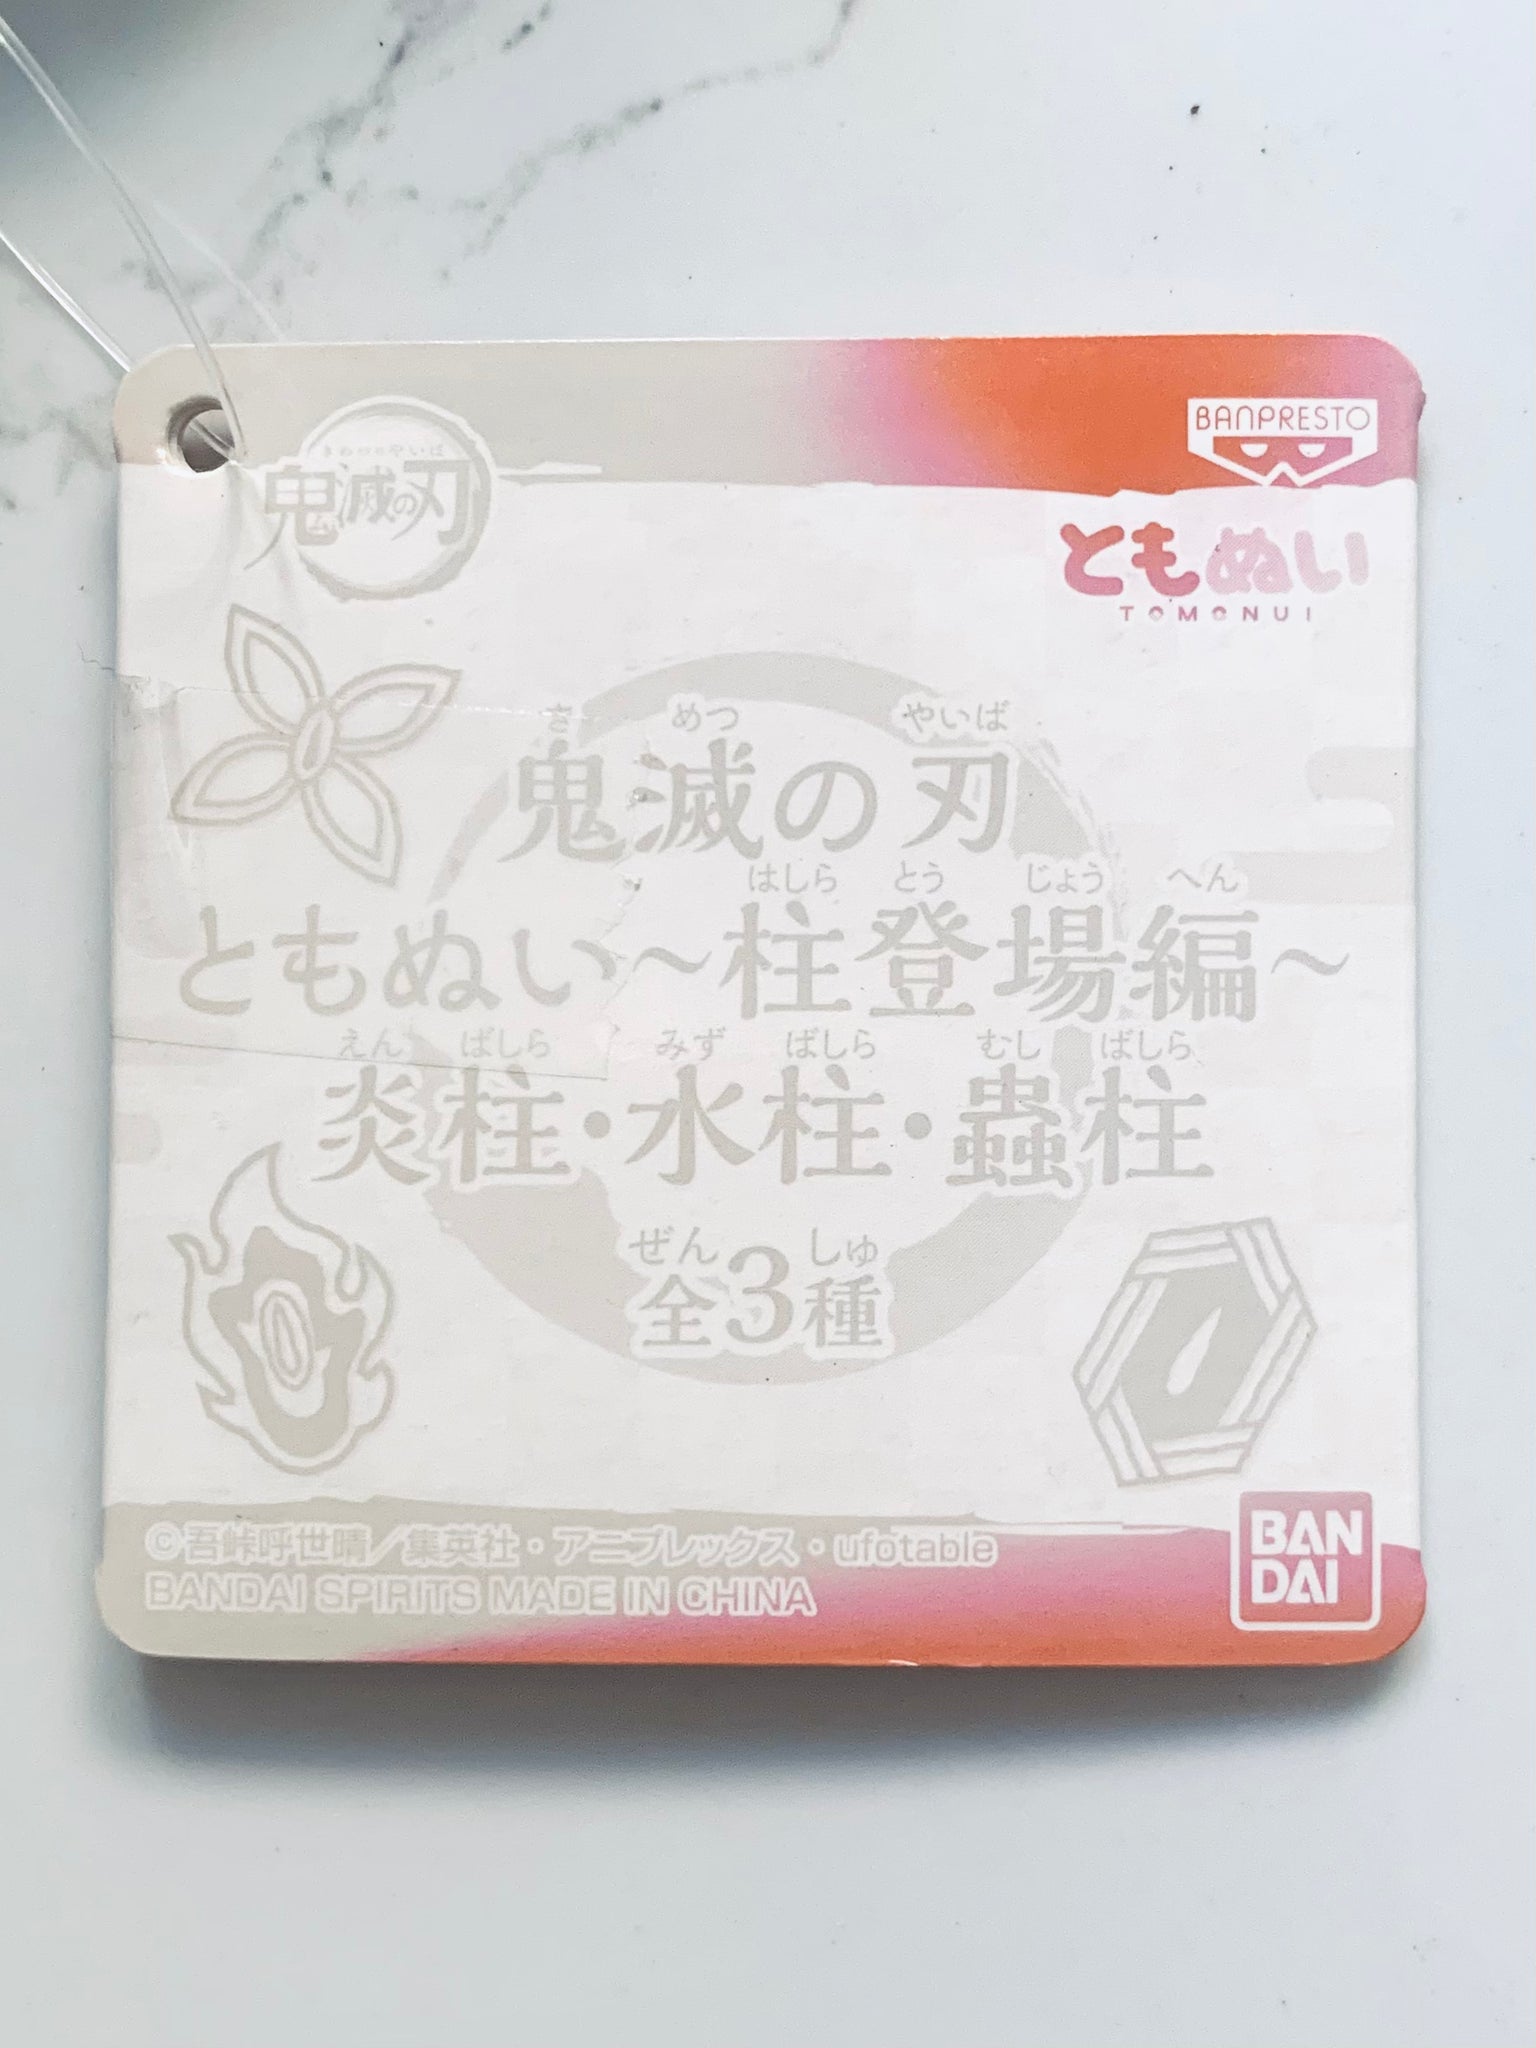 BANPRESTO
きめつのやいば
鬼滅の刃
ともぬい
TOMONUI
き めつ やいば
鬼滅の刃
はしら とう じょう へん
ともぬい～柱登場編～
えん ばしら みず ばしら むし ばしら
炎柱・水柱・蟲柱
ぜん しゅ
全3種
©吾峠呼世晴／集英社・アニプレックス・ufotable
BANDAI SPIRITS MADE IN CHINA
BAN
DAI